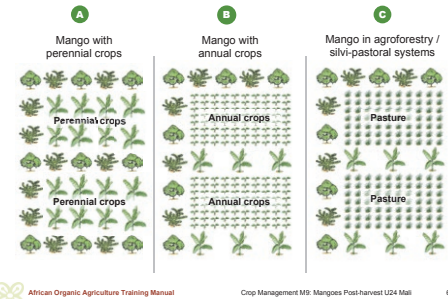 A
Mango with
perennial crops
Perennial crops
Perennial crops
B
Mango with
annual crops
Annual crops
Annual crops
C
Mango in agroforestry /
silvi-pastoral systems
Pasture
Pasture
African Organic Agriculture Training Manual
Crop Management M9: Mangoes Post-harvest U24 Mali